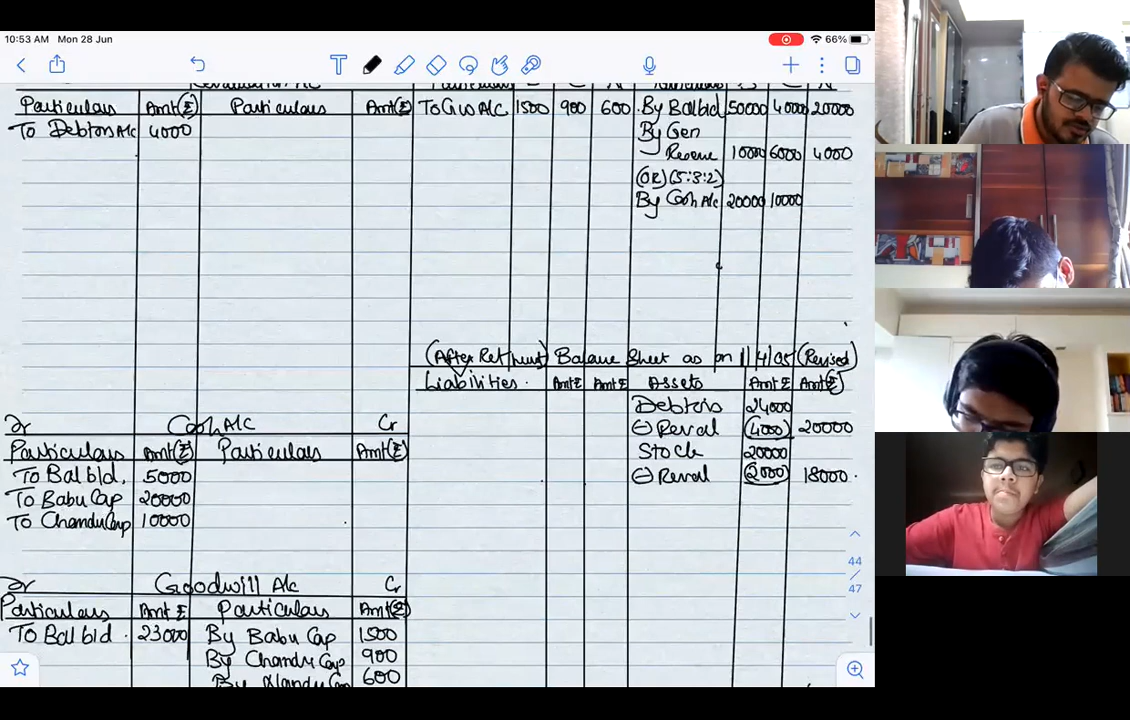 10:53 AM Mon 28 Jun
66%
T
Particulars Amt(₹) Particulars Amt(₹)
To Debtors A/c 4000
To G/w A/c 1500 900 600 By Balb/d 50000 4000 20000
By Gen
Reserve 10000 6000 4000
(OR) (5:3:2)
By Cash A/c 20000 10000
(After Retirement) Balance Sheet as on 1/4/05 (Revised)
Liabilities Amt ₹ Amt ₹ Assets Amt ₹ Amt(₹)
Debtors 24000
(-) Reval (4000) 20000
Stock 20000
(-) Reval (2000) 18000
Dr Cash A/c Cr
Particulars Amt(₹) Particulars Amt(₹)
To Bal b/d. 5000
To Babu Cap 20000
To Chandu Cap 10000
Dr Goodwill A/c Cr
Particulars Amt ₹ Particulars Amt(₹)
To Bal b/d 23000 By Babu Cap 1500
By Chandu Cap 900
By Nandu Cap 600
44
/
47